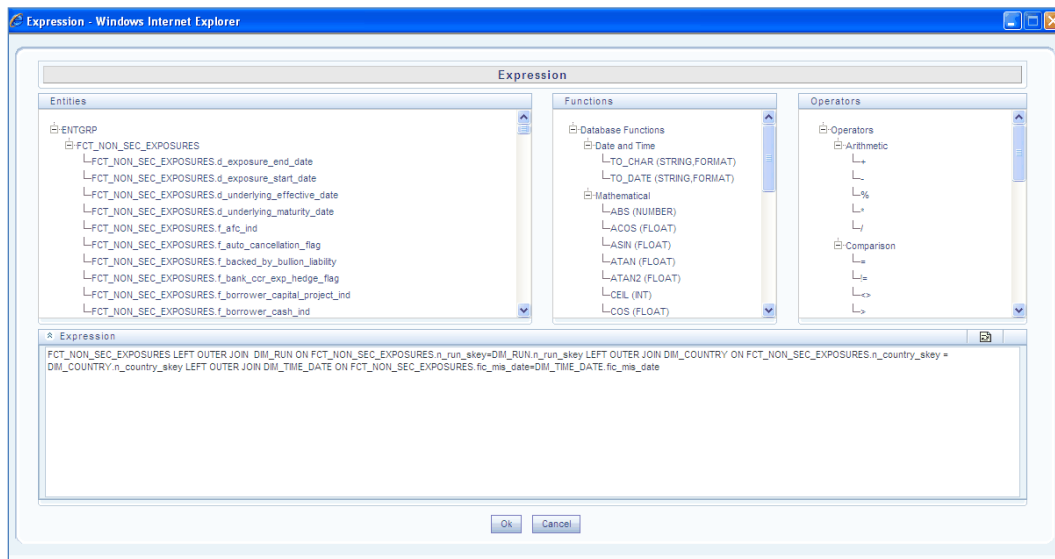 Expression - Windows Internet Explorer
Expression
Entities
ENTGRP
FCT_NON_SEC_EXPOSURES
FCT_NON_SEC_EXPOSURES.d_exposure_end_date
FCT_NON_SEC_EXPOSURES.d_exposure_start_date
FCT_NON_SEC_EXPOSURES.d_underlying_effective_date
FCT_NON_SEC_EXPOSURES.d_underlying_maturity_date
FCT_NON_SEC_EXPOSURES.f_afc_ind
FCT_NON_SEC_EXPOSURES.f_auto_cancellation_flag
FCT_NON_SEC_EXPOSURES.f_backed_by_bullion_liability
FCT_NON_SEC_EXPOSURES.f_bank_ccr_exp_hedge_flag
FCT_NON_SEC_EXPOSURES.f_borrower_capital_project_ind
FCT_NON_SEC_EXPOSURES.f_borrower_cash_ind
Functions
Database Functions
Date and Time
TO_CHAR (STRING,FORMAT)
TO_DATE (STRING,FORMAT)
Mathematical
ABS (NUMBER)
ACOS (FLOAT)
ASIN (FLOAT)
ATAN (FLOAT)
ATAN2 (FLOAT)
CEIL (INT)
COS (FLOAT)
Operators
Operators
Arithmetic
+
-
%
*
/
Comparison
=
!=
<>
>
Expression
FCT_NON_SEC_EXPOSURES LEFT OUTER JOIN  DIM_RUN ON FCT_NON_SEC_EXPOSURES.n_run_skey=DIM_RUN.n_run_skey LEFT OUTER JOIN DIM_COUNTRY ON FCT_NON_SEC_EXPOSURES.n_country_skey =
DIM_COUNTRY.n_country_skey LEFT OUTER JOIN DIM_TIME_DATE ON FCT_NON_SEC_EXPOSURES.fic_mis_date=DIM_TIME_DATE.fic_mis_date
Ok
Cancel